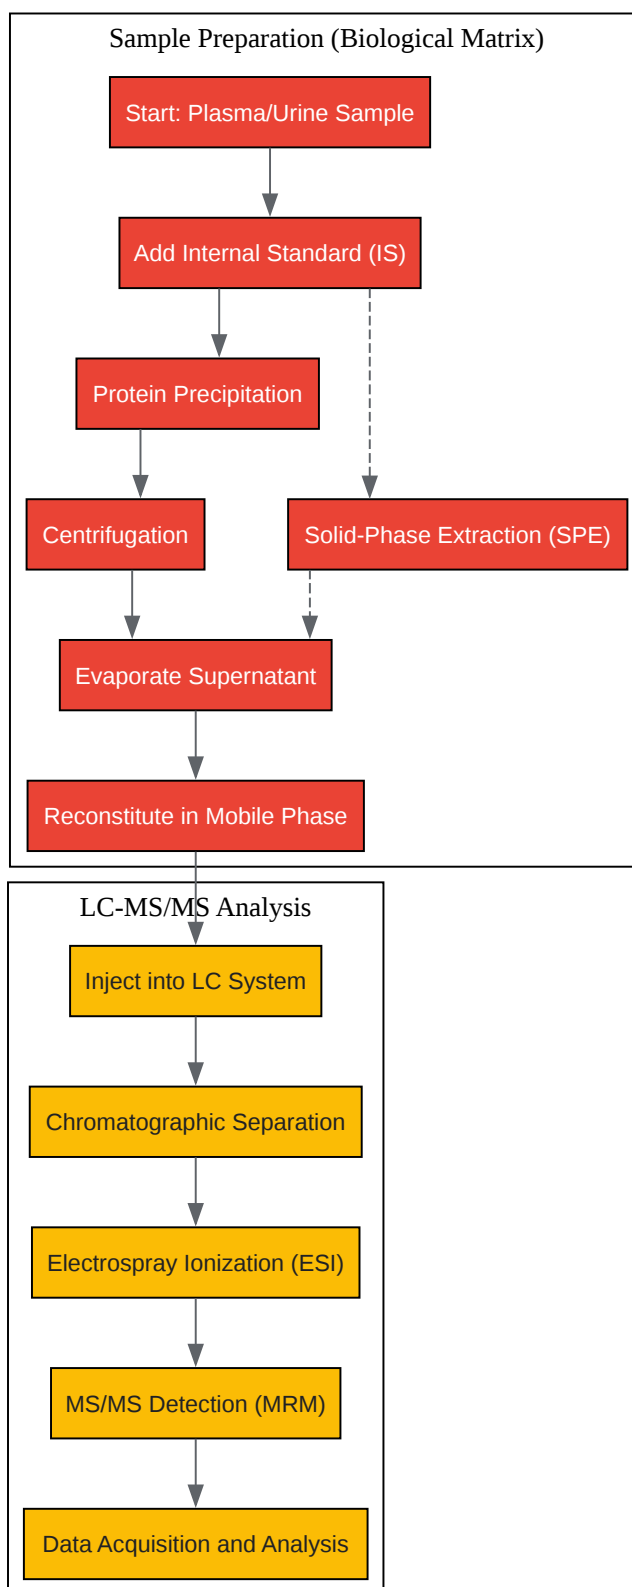 Sample Preparation (Biological Matrix)
Start: Plasma/Urine Sample
Add Internal Standard (IS)
Protein Precipitation
Centrifugation
Solid-Phase Extraction (SPE)
Evaporate Supernatant
Reconstitute in Mobile Phase
LC-MS/MS Analysis
Inject into LC System
Chromatographic Separation
Electrospray Ionization (ESI)
MS/MS Detection (MRM)
Data Acquisition and Analysis